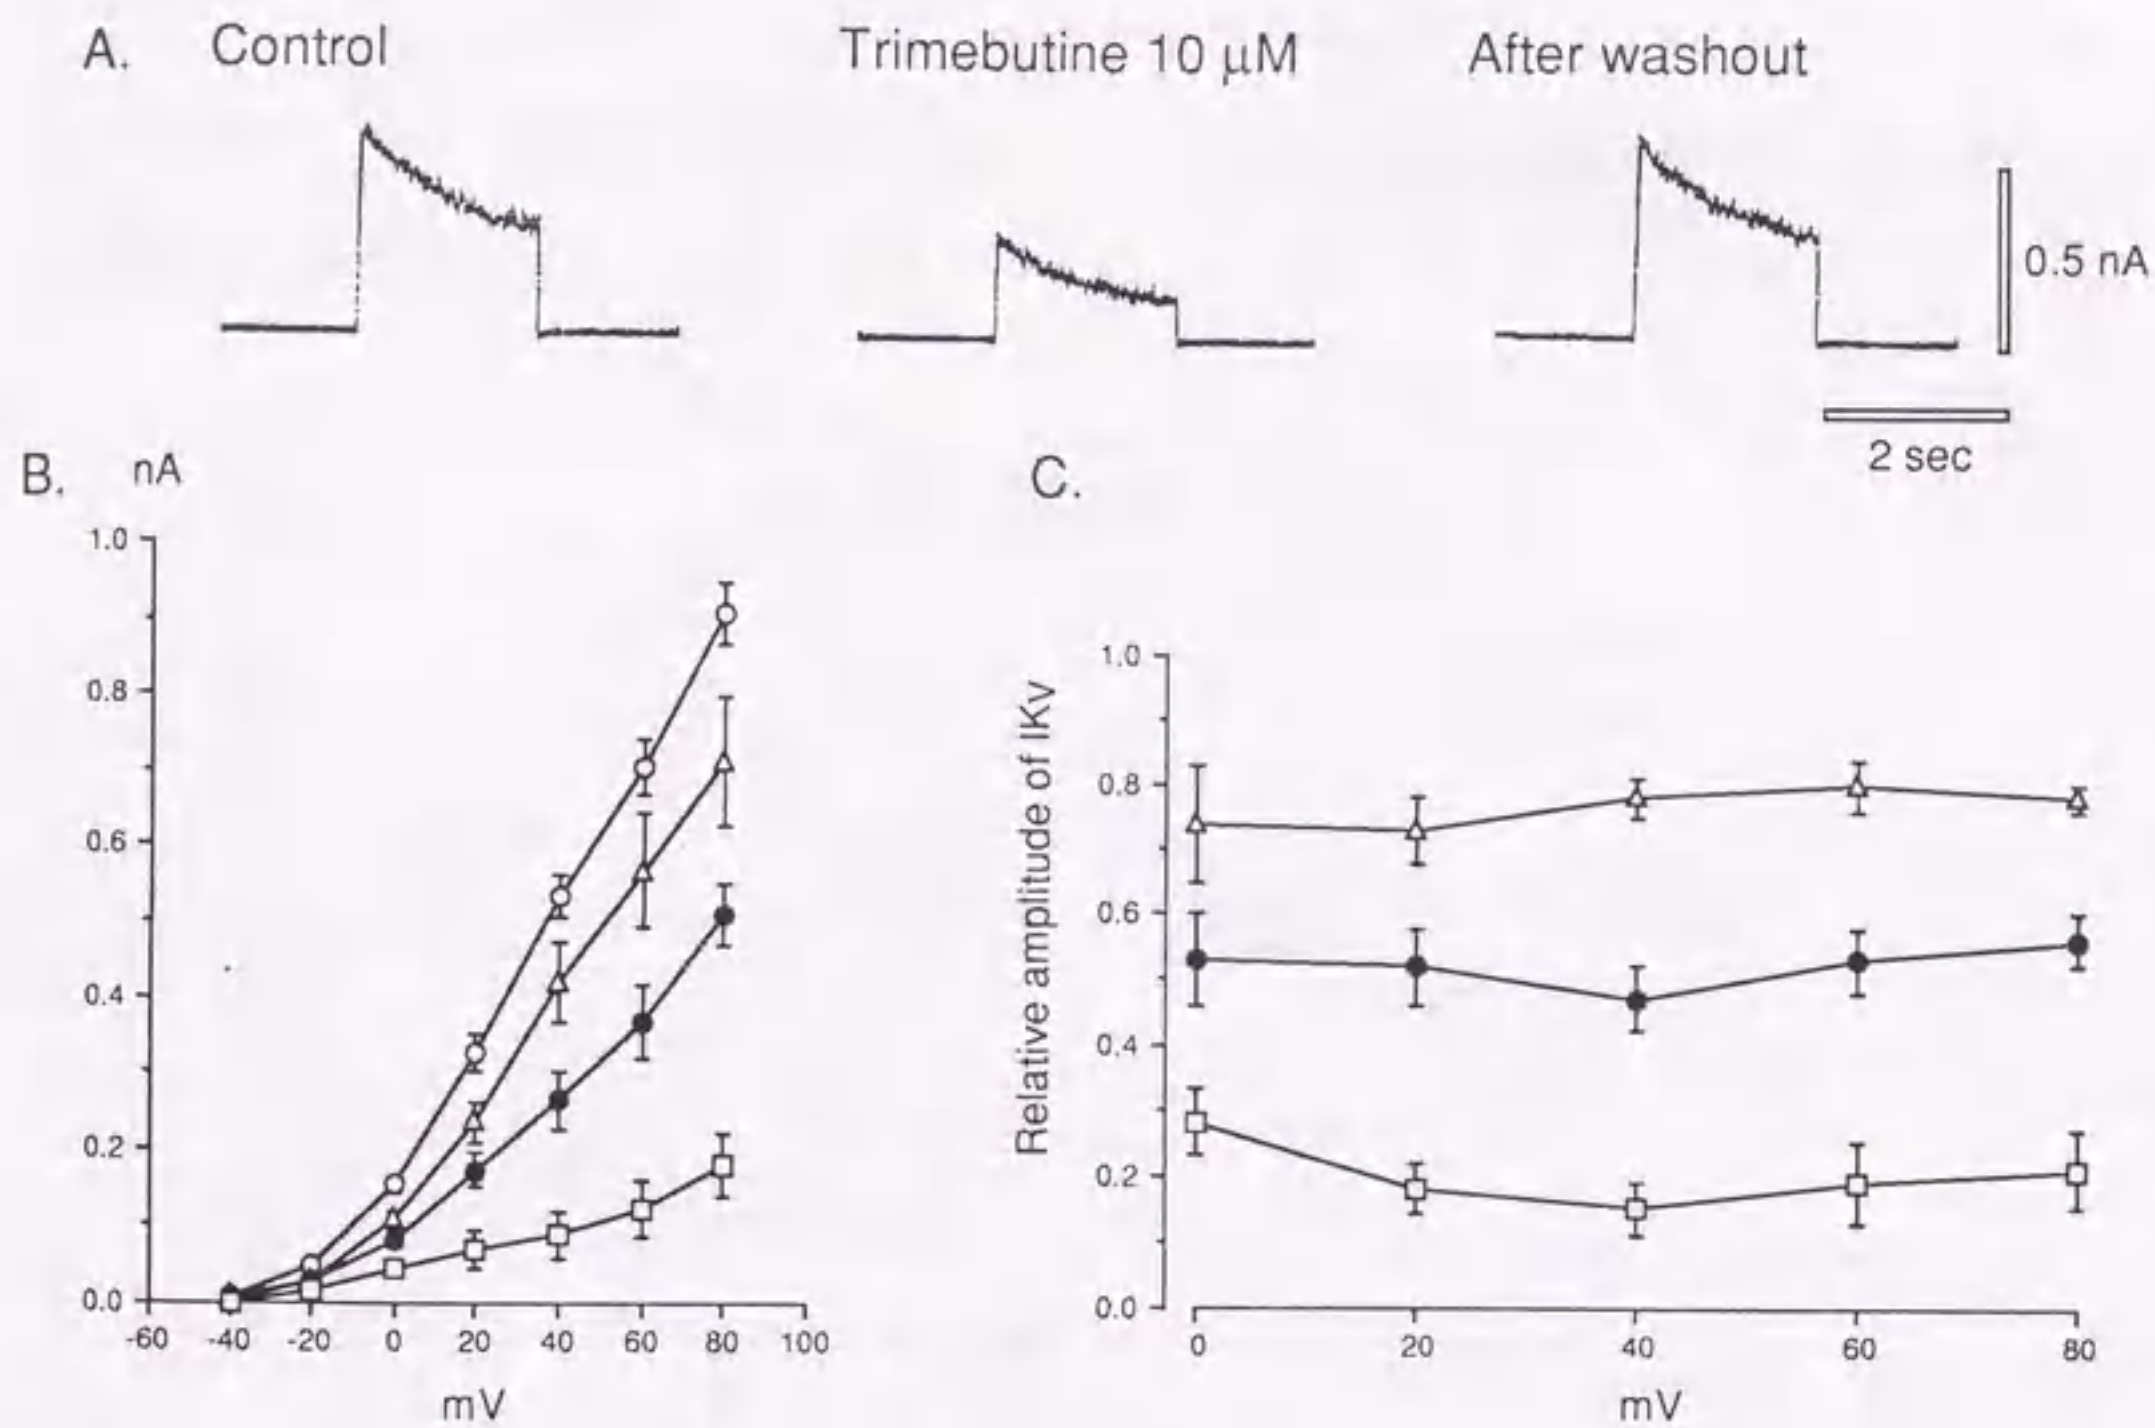 A. Control Trimebutine 10 μM After washout
0.5 nA
2 sec
B. nA
1.0
0.8
0.6
0.4
0.2
0.0
-60 -40 -20 0 20 40 60 80 100
mV
C.
Relative amplitude of IKv
1.0
0.8
0.6
0.4
0.2
0.0
0 20 40 60 80
mV